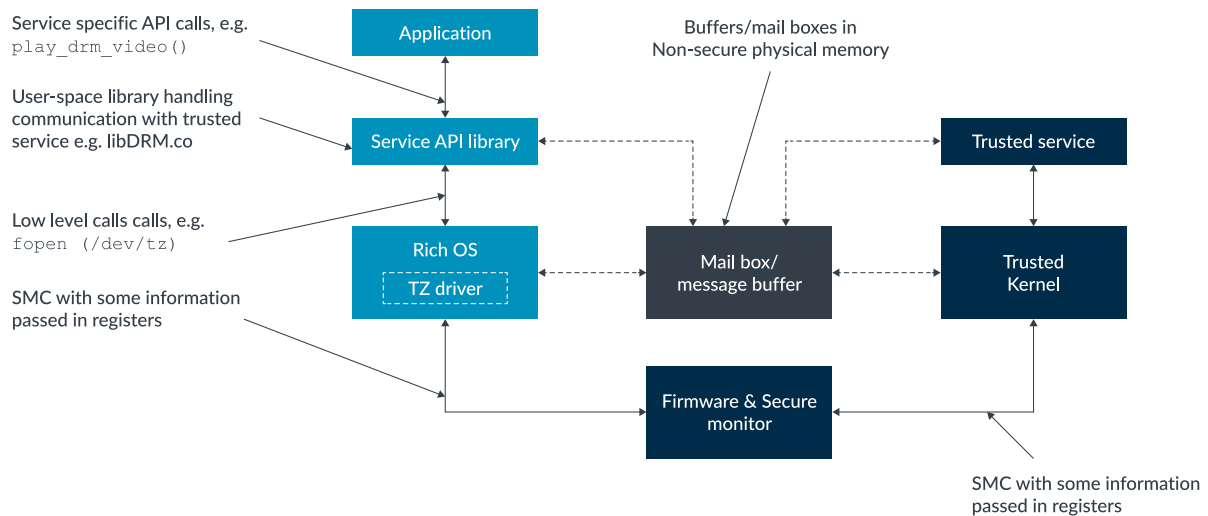 Service specific API calls, e.g.
play_drm_video()
Application
Buffers/mail boxes in
Non-secure physical memory
User-space library handling
communication with trusted
service e.g. libDRM.co
Service API library
Trusted service
Low level calls calls, e.g.
fopen (/dev/tz)
Rich OS
TZ driver
Mail box/
message buffer
Trusted
Kernel
SMC with some information
passed in registers
Firmware & Secure
monitor
SMC with some information
passed in registers